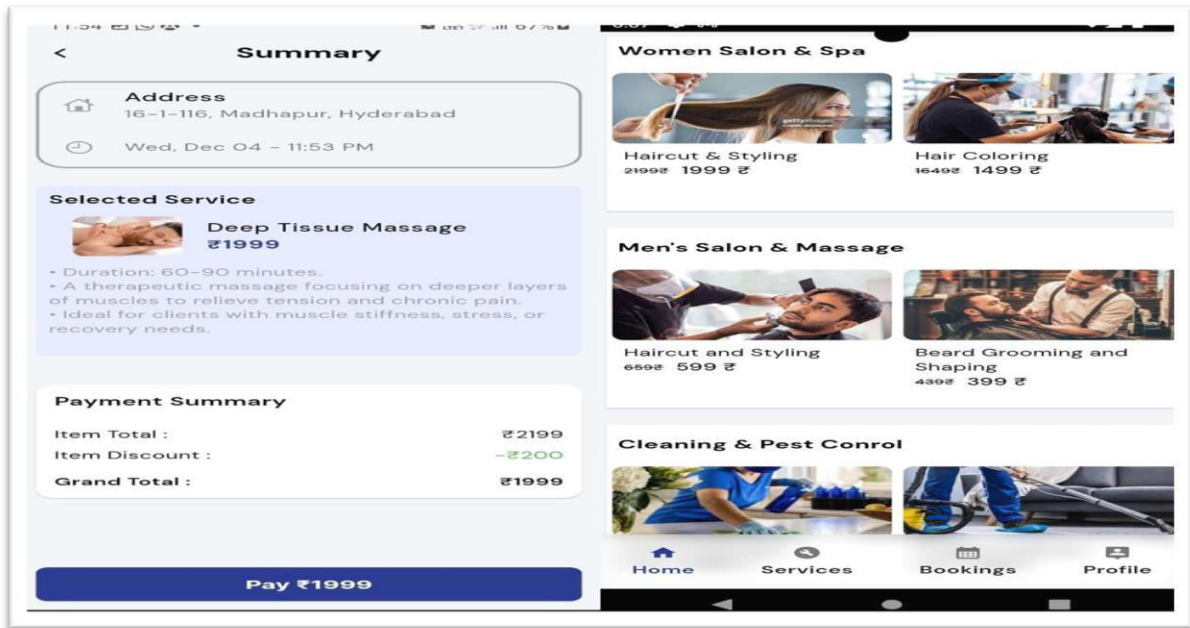 11:54
67%
<
Summary
Address
16-1-116, Madhapur, Hyderabad
Wed, Dec 04 - 11:53 PM
Selected Service
Deep Tissue Massage
₹1999
• Duration: 60-90 minutes.
• A therapeutic massage focusing on deeper layers
of muscles to relieve tension and chronic pain.
• Ideal for clients with muscle stiffness, stress, or
recovery needs.
Payment Summary
Item Total : ₹2199
Item Discount : -₹200
Grand Total : ₹1999
Pay ₹1999
Women Salon & Spa
gettyimages
Haircut & Styling
2199₹ 1999 ₹
Hair Coloring
1649₹ 1499 ₹
Men's Salon & Massage
Haircut and Styling
659₹ 599 ₹
Beard Grooming and
Shaping
439₹ 399 ₹
Cleaning & Pest Conrol
Home Services Bookings Profile